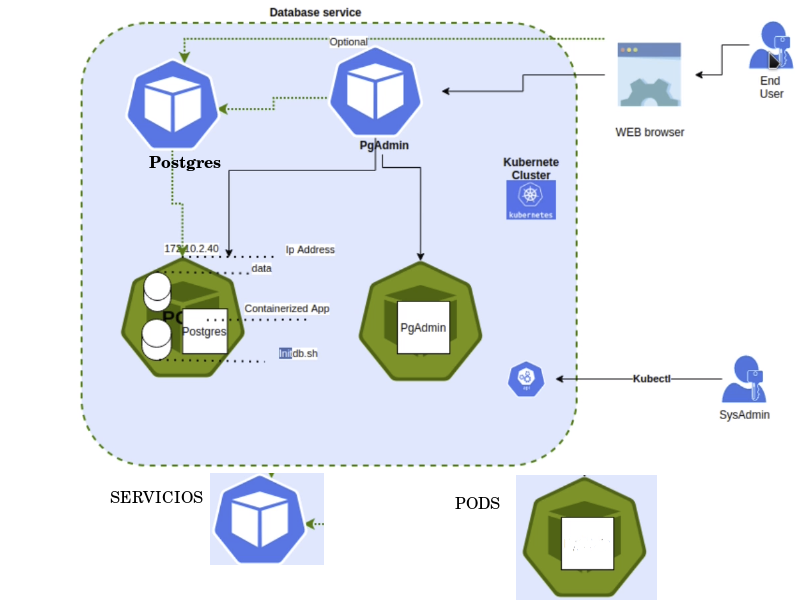 Database service
Optional
End
User
WEB browser
PgAdmin
Postgres
Kubernete
Cluster
kubernetes
172.10.2.40
Ip Address
data
Containerized App
Postgres
PgAdmin
Initdb.sh
Kubectl
SysAdmin
SERVICIOS
PODS